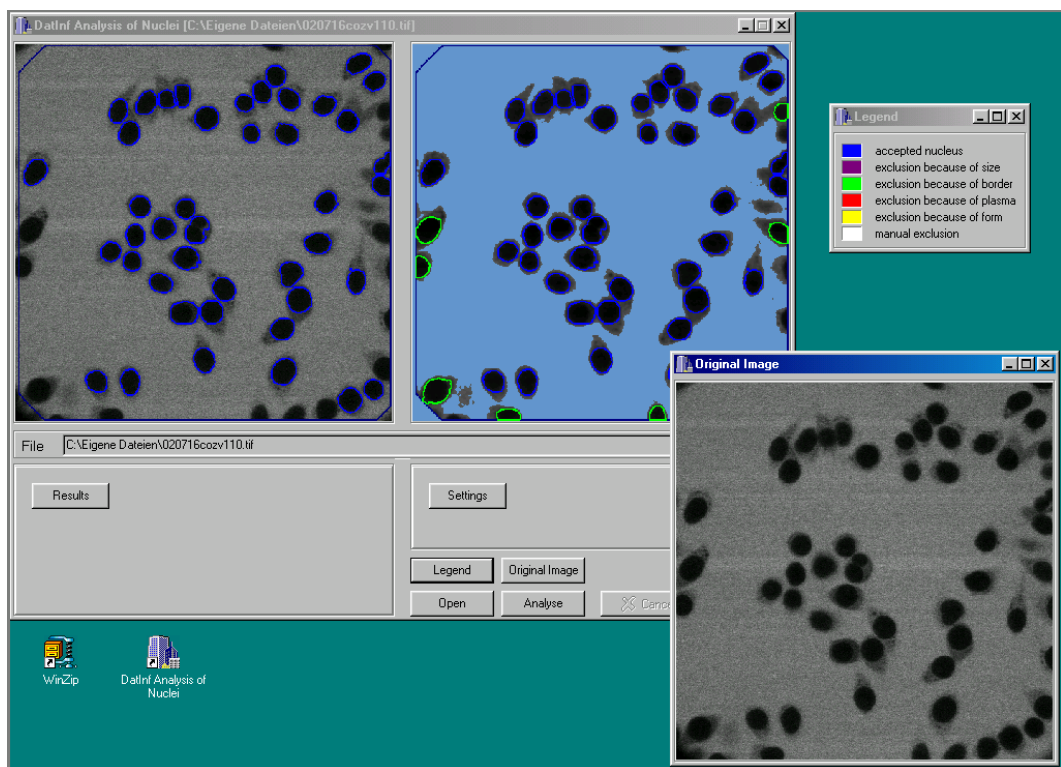 DatInf Analysis of Nuclei [C:\Eigene Dateien\020716cozv110.tif]
Legend
accepted nucleus
exclusion because of size
exclusion because of border
exclusion because of plasma
exclusion because of form
manual exclusion
Original Image
File
C:\Eigene Dateien\020716cozv110.tif
Results
Settings
Legend
Original Image
Open
Analyse
WinZip
DatInf Analysis of
Nuclei